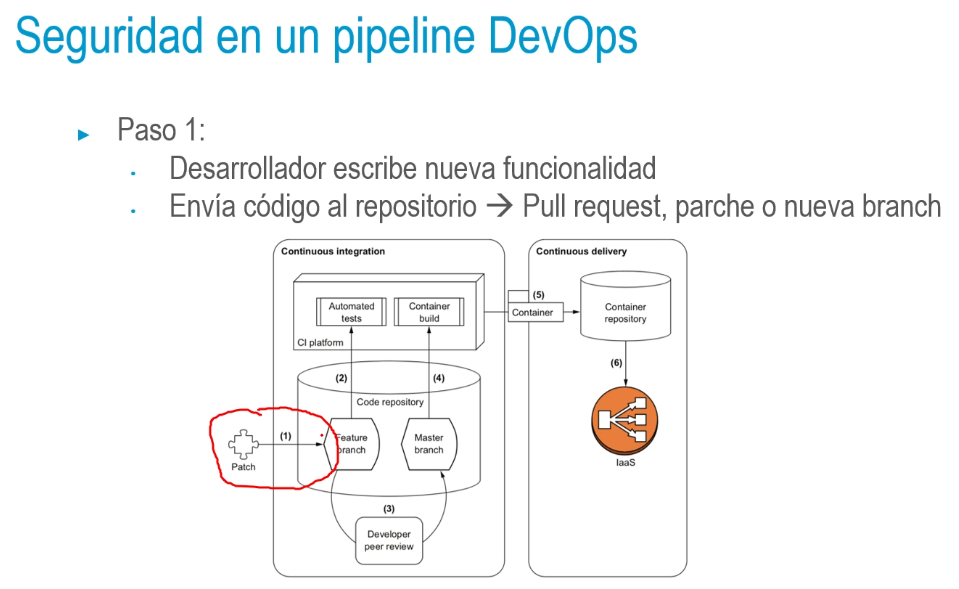 Seguridad en un pipeline DevOps
► Paso 1:
• Desarrollador escribe nueva funcionalidad
• Envía código al repositorio → Pull request, parche o nueva branch
Continuous integration
Continuous delivery
Automated
tests
Container
build
CI platform
(5)
Container
Container
repository
(2)
(4)
(6)
Code repository
(1)
Patch
Feature
branch
Master
branch
IaaS
(3)
Developer
peer review